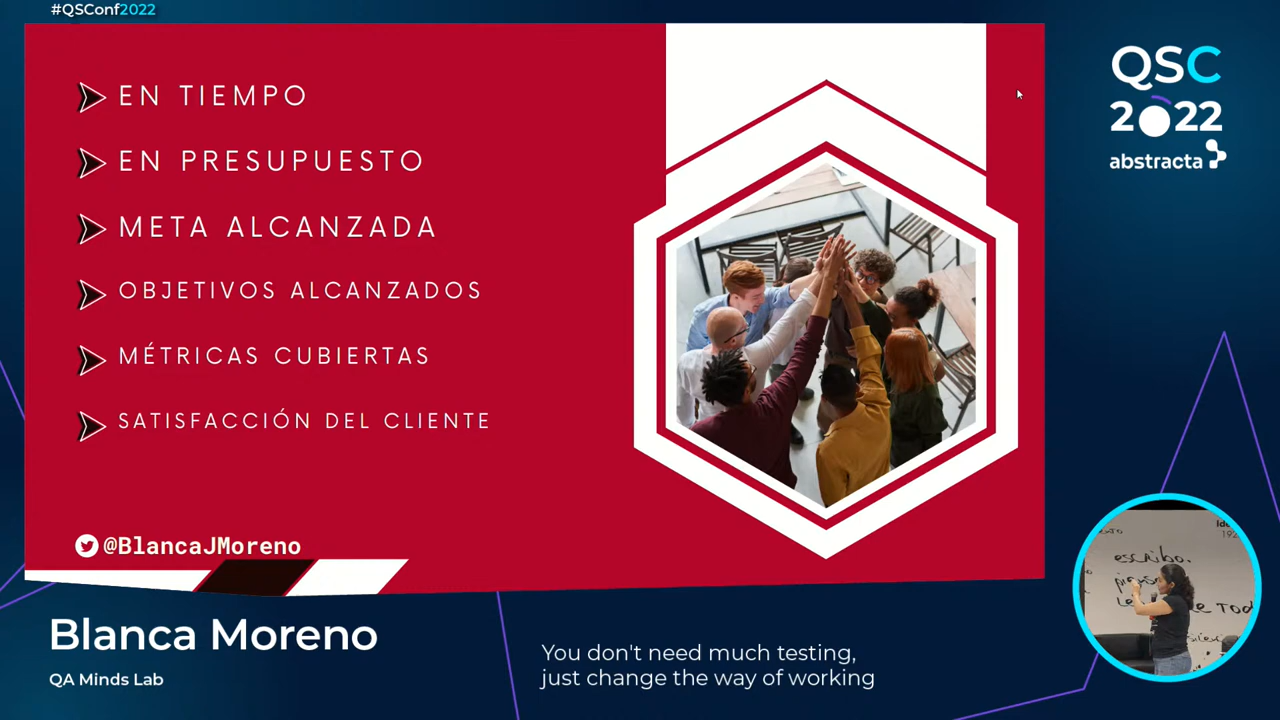 #QSConf2022
EN TIEMPO
EN PRESUPUESTO
META ALCANZADA
OBJETIVOS ALCANZADOS
MÉTRICAS CUBIERTAS
SATISFACCIÓN DEL CLIENTE
@BlancaJMoreno
Blanca Moreno
QA Minds Lab
You don't need much testing,
just change the way of working
QSC
2022
abstracta
escribo.